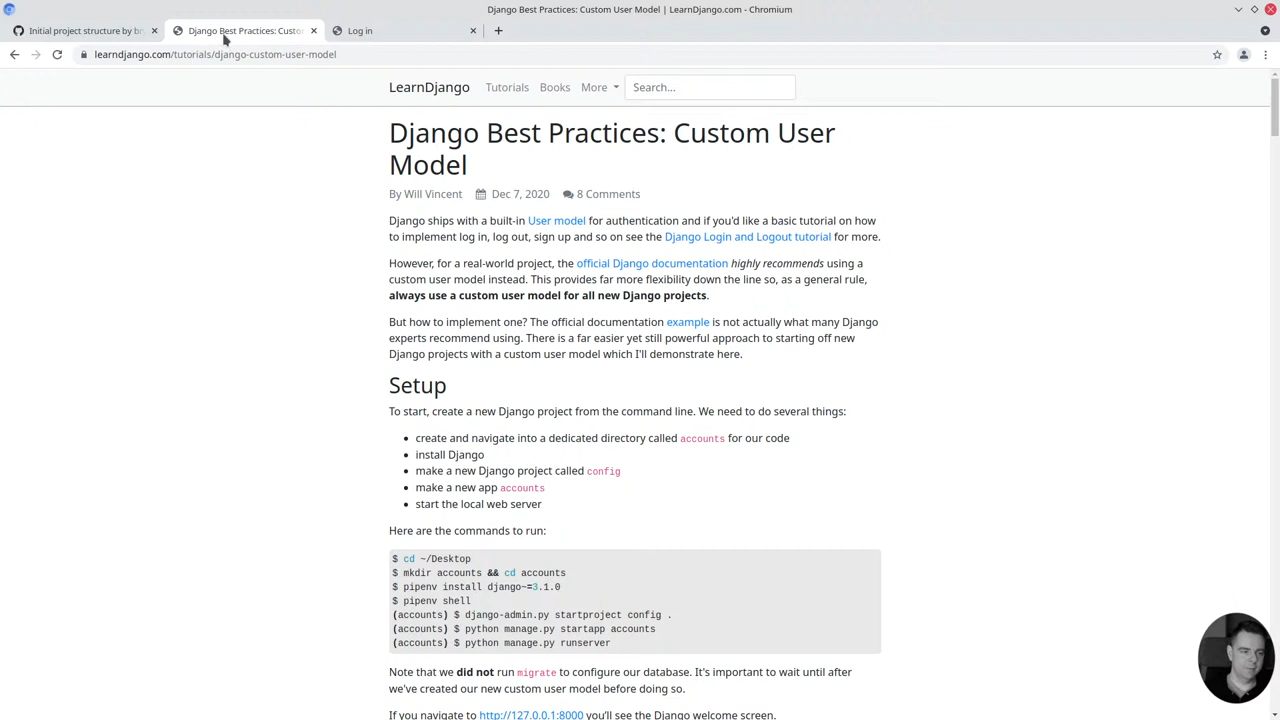 Django Best Practices: Custom User Model | LearnDjango.com - Chromium
Initial project structure by br
Django Best Practices: Custo
Log in
learndjango.com/tutorials/django-custom-user-model
LearnDjango Tutorials Books More Search...
Django Best Practices: Custom User
Model
By Will Vincent Dec 7, 2020 8 Comments
Django ships with a built-in User model for authentication and if you'd like a basic tutorial on how
to implement log in, log out, sign up and so on see the Django Login and Logout tutorial for more.
However, for a real-world project, the official Django documentation highly recommends using a
custom user model instead. This provides far more flexibility down the line so, as a general rule,
always use a custom user model for all new Django projects.
But how to implement one? The official documentation example is not actually what many Django
experts recommend using. There is a far easier yet still powerful approach to starting off new
Django projects with a custom user model which I'll demonstrate here.
Setup
To start, create a new Django project from the command line. We need to do several things:
• create and navigate into a dedicated directory called accounts for our code
• install Django
• make a new Django project called config
• make a new app accounts
• start the local web server
Here are the commands to run:
$ cd ~/Desktop
$ mkdir accounts && cd accounts
$ pipenv install django~=3.1.0
$ pipenv shell
(accounts) $ django-admin.py startproject config .
(accounts) $ python manage.py startapp accounts
(accounts) $ python manage.py runserver
Note that we did not run migrate to configure our database. It's important to wait until after
we've created our new custom user model before doing so.
If you navigate to http://127.0.0.1:8000 you'll see the Django welcome screen.